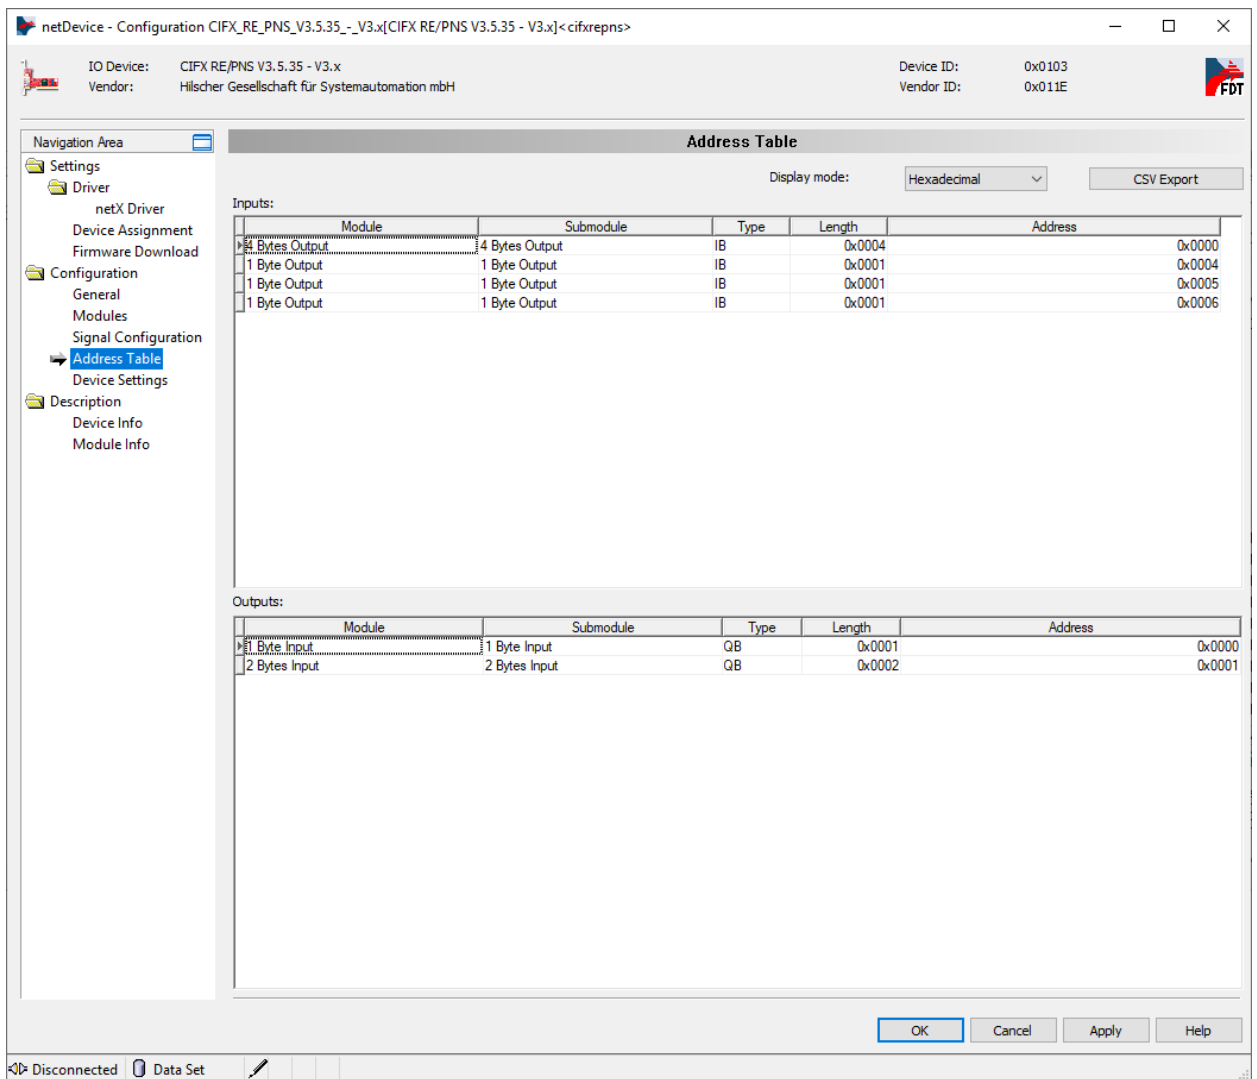 netDevice - Configuration CIFX_RE_PNS_V3.5.35_-_V3.x[CIFX RE/PNS V3.5.35 - V3.x]<cifxrepns>
IO Device: CIFX RE/PNS V3.5.35 - V3.x Device ID: 0x0103
Vendor: Hilscher Gesellschaft für Systemautomation mbH Vendor ID: 0x011E
FDT
Navigation Area
Settings
Driver
netX Driver
Device Assignment
Firmware Download
Configuration
General
Modules
Signal Configuration
Address Table
Device Settings
Description
Device Info
Module Info
Address Table
Display mode: Hexadecimal CSV Export
Inputs:
Module Submodule Type Length Address
4 Bytes Output 4 Bytes Output IB 0x0004 0x0000
1 Byte Output 1 Byte Output IB 0x0001 0x0004
1 Byte Output 1 Byte Output IB 0x0001 0x0005
1 Byte Output 1 Byte Output IB 0x0001 0x0006
Outputs:
Module Submodule Type Length Address
1 Byte Input 1 Byte Input QB 0x0001 0x0000
2 Bytes Input 2 Bytes Input QB 0x0002 0x0001
OK Cancel Apply Help
Disconnected Data Set